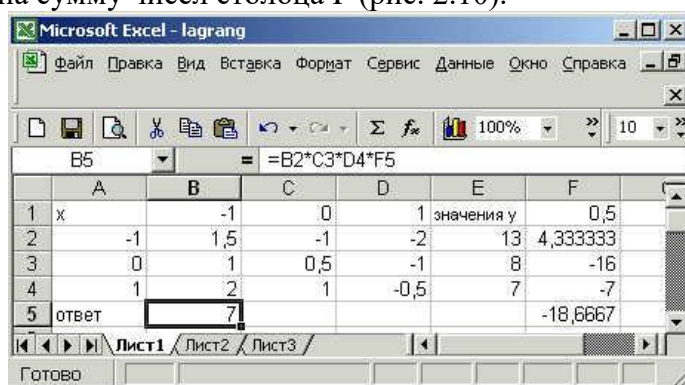 на сумму чисел столбца F (рис. 2.10).
Microsoft Excel - lagrang
Файл Правка Вид Вставка Формат Сервис Данные Окно Справка
100% 10
B5 = =B2*C3*D4*F5
A B C D E F
1 x -1 0 1 значения y 0,5
2 -1 1,5 -1 -2 13 4,333333
3 0 1 0,5 -1 8 -16
4 1 2 1 -0,5 7 -7
5 ответ 7 -18,6667
Лист1 Лист2 Лист3
Готово